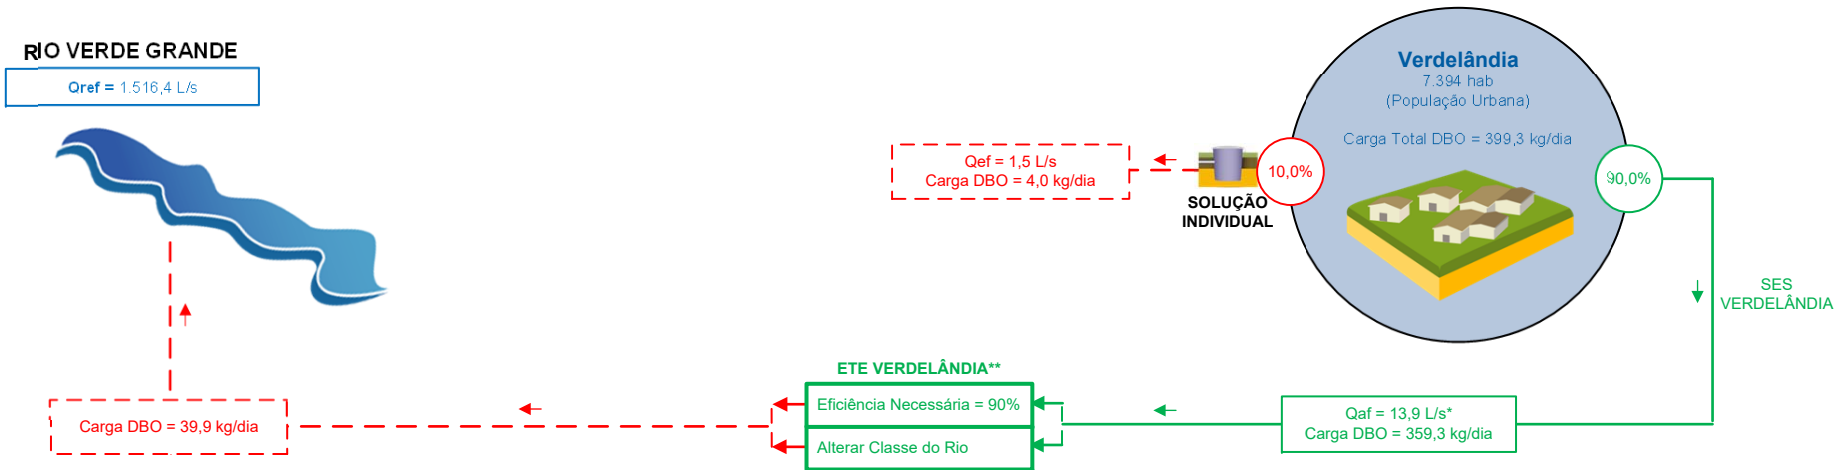 RIO VERDE GRANDE
Qref = 1.516,4 L/s
Verdelândia
7.394 hab
(População Urbana)
Carga Total DBO = 399,3 kg/dia
Qef = 1,5 L/s
Carga DBO = 4,0 kg/dia
10,0%
90,0%
SOLUÇÃO
INDIVIDUAL
SES
VERDELÂNDIA
ETE VERDELÂNDIA**
Eficiência Necessária = 90%
Alterar Classe do Rio
Qaf = 13,9 L/s*
Carga DBO = 359,3 kg/dia
Carga DBO = 39,9 kg/dia